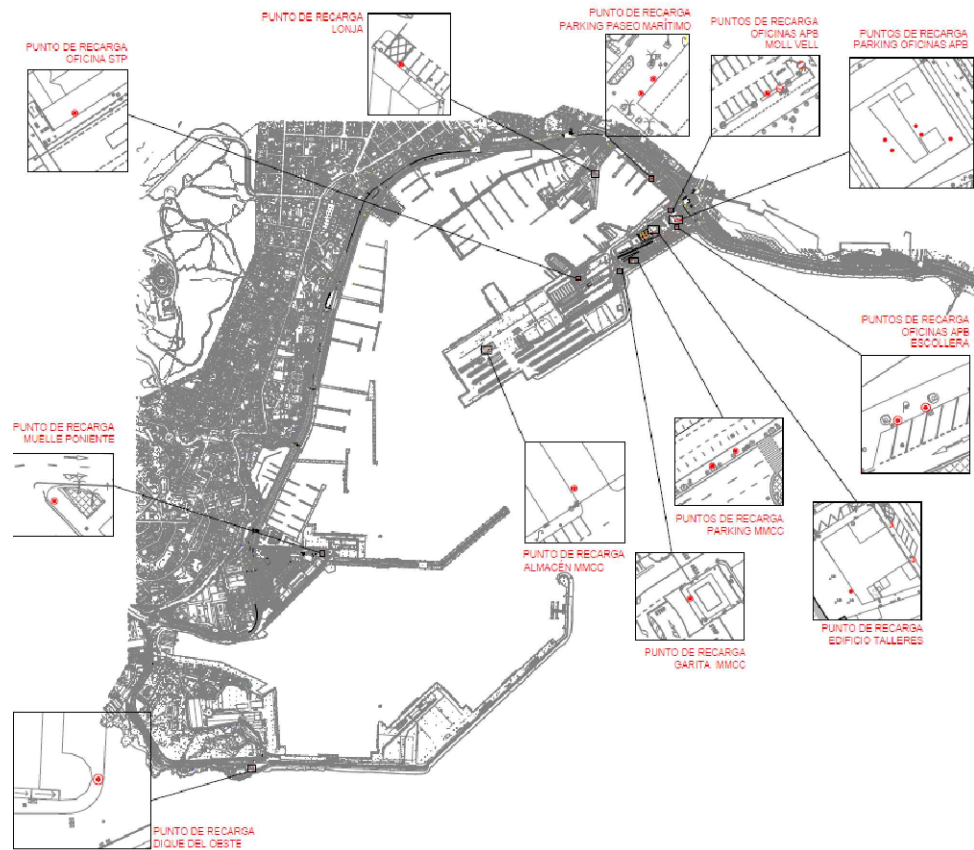 PUNTO DE RECARGA
LONJA
PUNTO DE RECARGA
PARKING PASEO MARÍTIMO
PUNTOS DE RECARGA
OFICINAS APB
MOLL VELL
PUNTOS DE RECARGA
PARKING OFICINAS APB
PUNTO DE RECARGA
OFICINA STP
PUNTOS DE RECARGA
OFICINAS APB
ESCOLLERA
PUNTO DE RECARGA
MUELLE PONIENTE
PUNTO DE RECARGA
ALMACÉN MMCC
PUNTOS DE RECARGA
PARKING MMCC
PUNTO DE RECARGA
GARITA MMCC
PUNTO DE RECARGA
EDIFICIO TALLERES
PUNTO DE RECARGA
DIQUE DEL OESTE